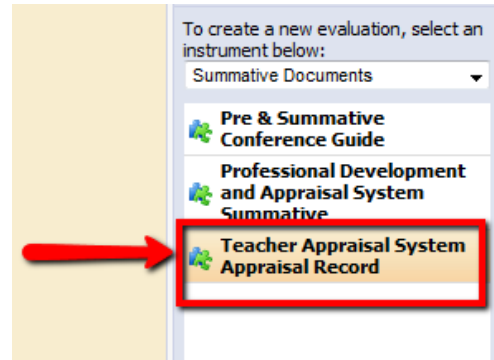 To create a new evaluation, select an
instrument below:
Summative Documents
Pre & Summative
Conference Guide
Professional Development
and Appraisal System
Summative
Teacher Appraisal System
Appraisal Record